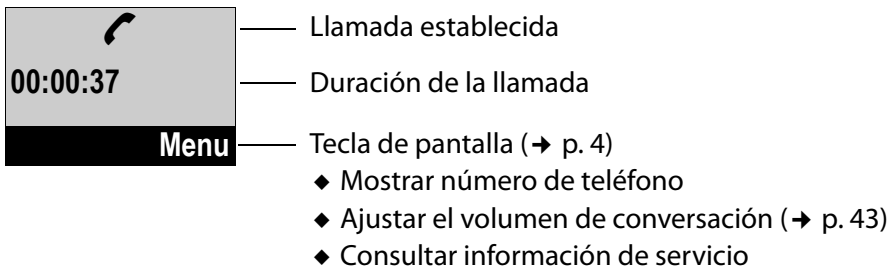 Llamada establecida
00:00:37 Duración de la llamada
Menu Tecla de pantalla (➔ p. 4)
◆ Mostrar número de teléfono
◆ Ajustar el volumen de conversación (➔ p. 43)
◆ Consultar información de servicio